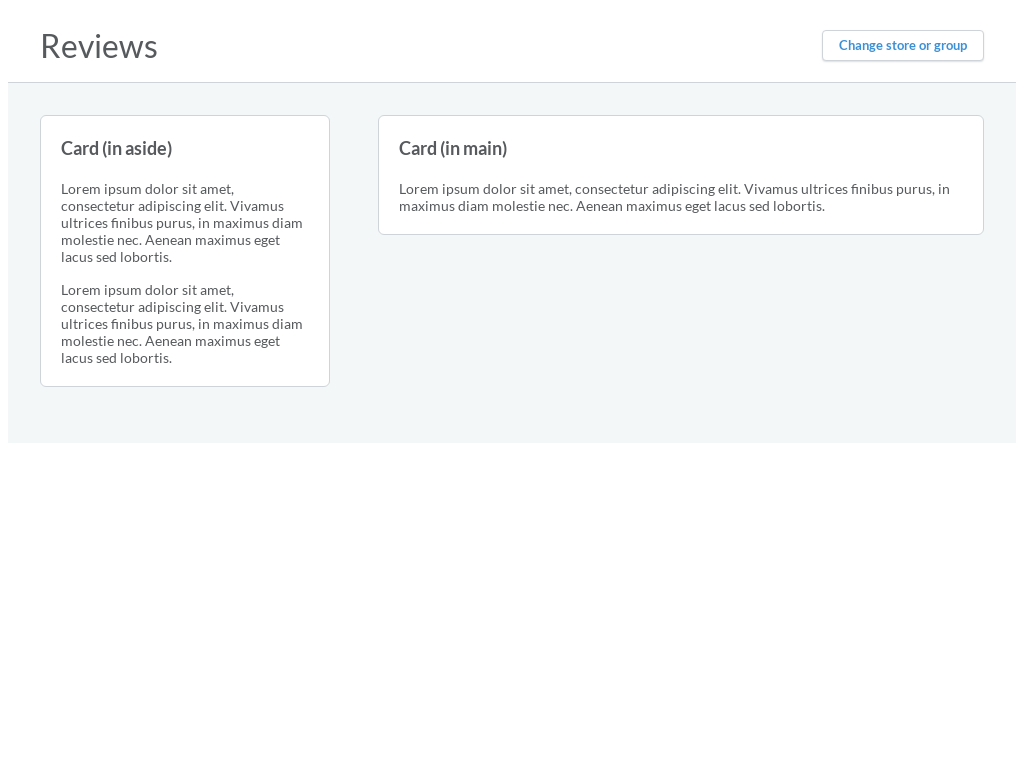 Reviews
Change store or group
Card (in aside)
Lorem ipsum dolor sit amet,
consectetur adipiscing elit. Vivamus
ultrices finibus purus, in maximus diam
molestie nec. Aenean maximus eget
lacus sed lobortis.
Lorem ipsum dolor sit amet,
consectetur adipiscing elit. Vivamus
ultrices finibus purus, in maximus diam
molestie nec. Aenean maximus eget
lacus sed lobortis.
Card (in main)
Lorem ipsum dolor sit amet, consectetur adipiscing elit. Vivamus ultrices finibus purus, in
maximus diam molestie nec. Aenean maximus eget lacus sed lobortis.